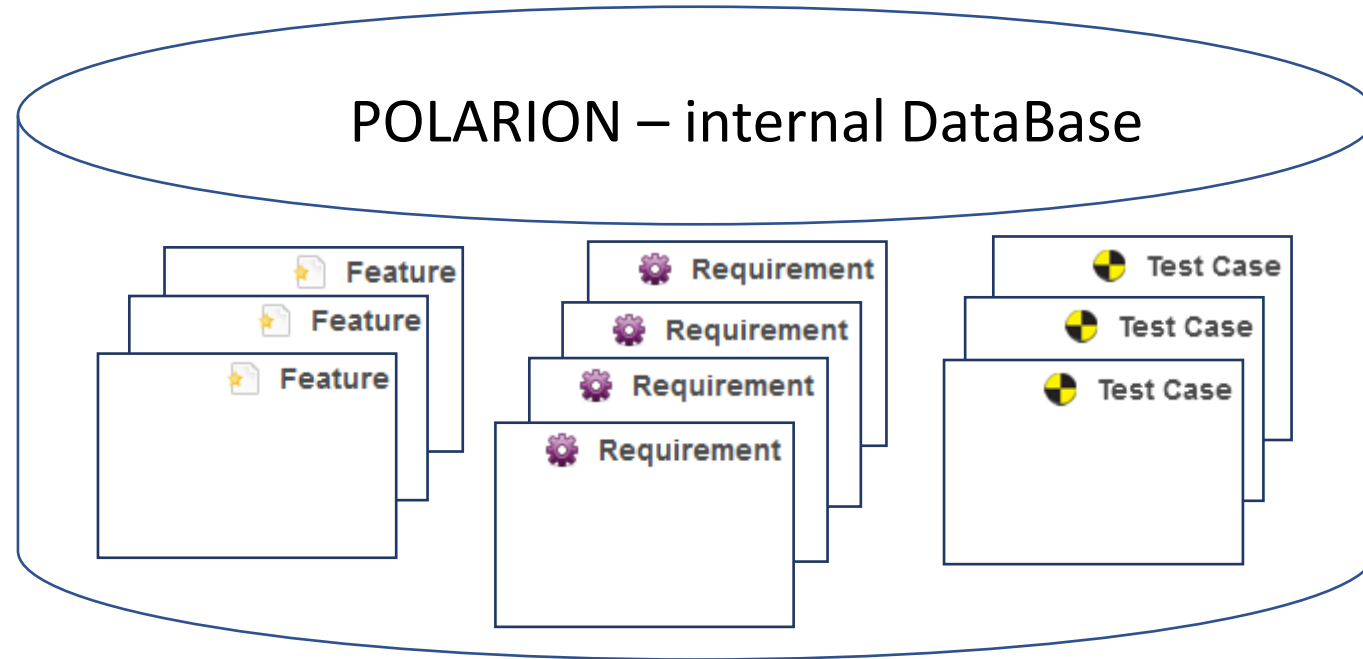 POLARION – internal DataBase
Feature
Feature
Feature
Requirement
Requirement
Requirement
Requirement
Test Case
Test Case
Test Case